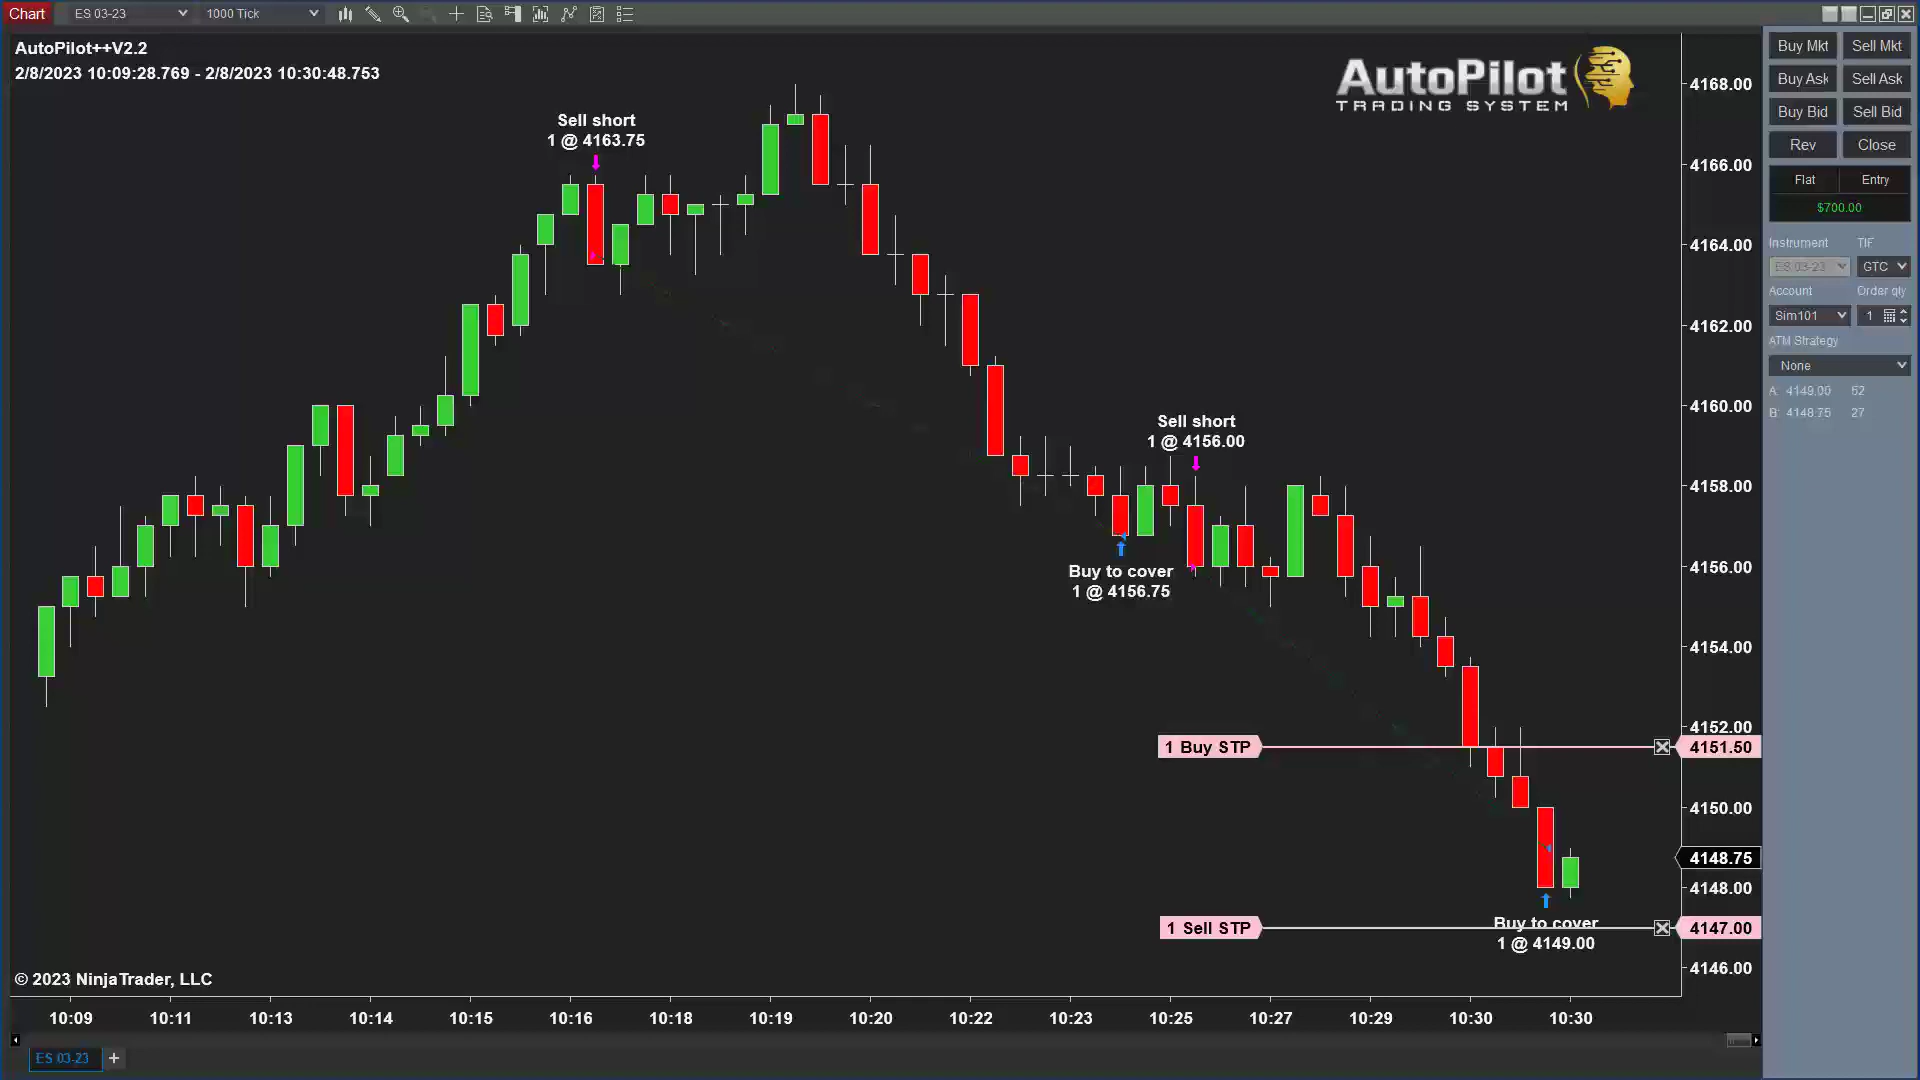 Chart
ES 03-23
1000 Tick
AutoPilot++V2.2
2/8/2023 10:09:28.769 - 2/8/2023 10:30:48.753
AutoPilot
TRADING SYSTEM
Sell short
1 @ 4163.75
Sell short
1 @ 4156.00
Buy to cover
1 @ 4156.75
1 Buy STP
1 Sell STP
Buy to cover
1 @ 4149.00
4168.00
4166.00
4164.00
4162.00
4160.00
4158.00
4156.00
4154.00
4152.00
4151.50
4150.00
4148.75
4148.00
4147.00
4146.00
© 2023 NinjaTrader, LLC
10:09 10:11 10:13 10:14 10:15 10:16 10:18 10:19 10:20 10:22 10:23 10:25 10:27 10:29 10:30 10:30
ES 03-23 +
Buy Mkt Sell Mkt
Buy Ask Sell Ask
Buy Bid Sell Bid
Rev Close
Flat Entry
$700.00
Instrument TIF
ES 03-23 GTC
Account Order qty
Sim101 1
ATM Strategy
None
A: 4149.00 52
B: 4148.75 27